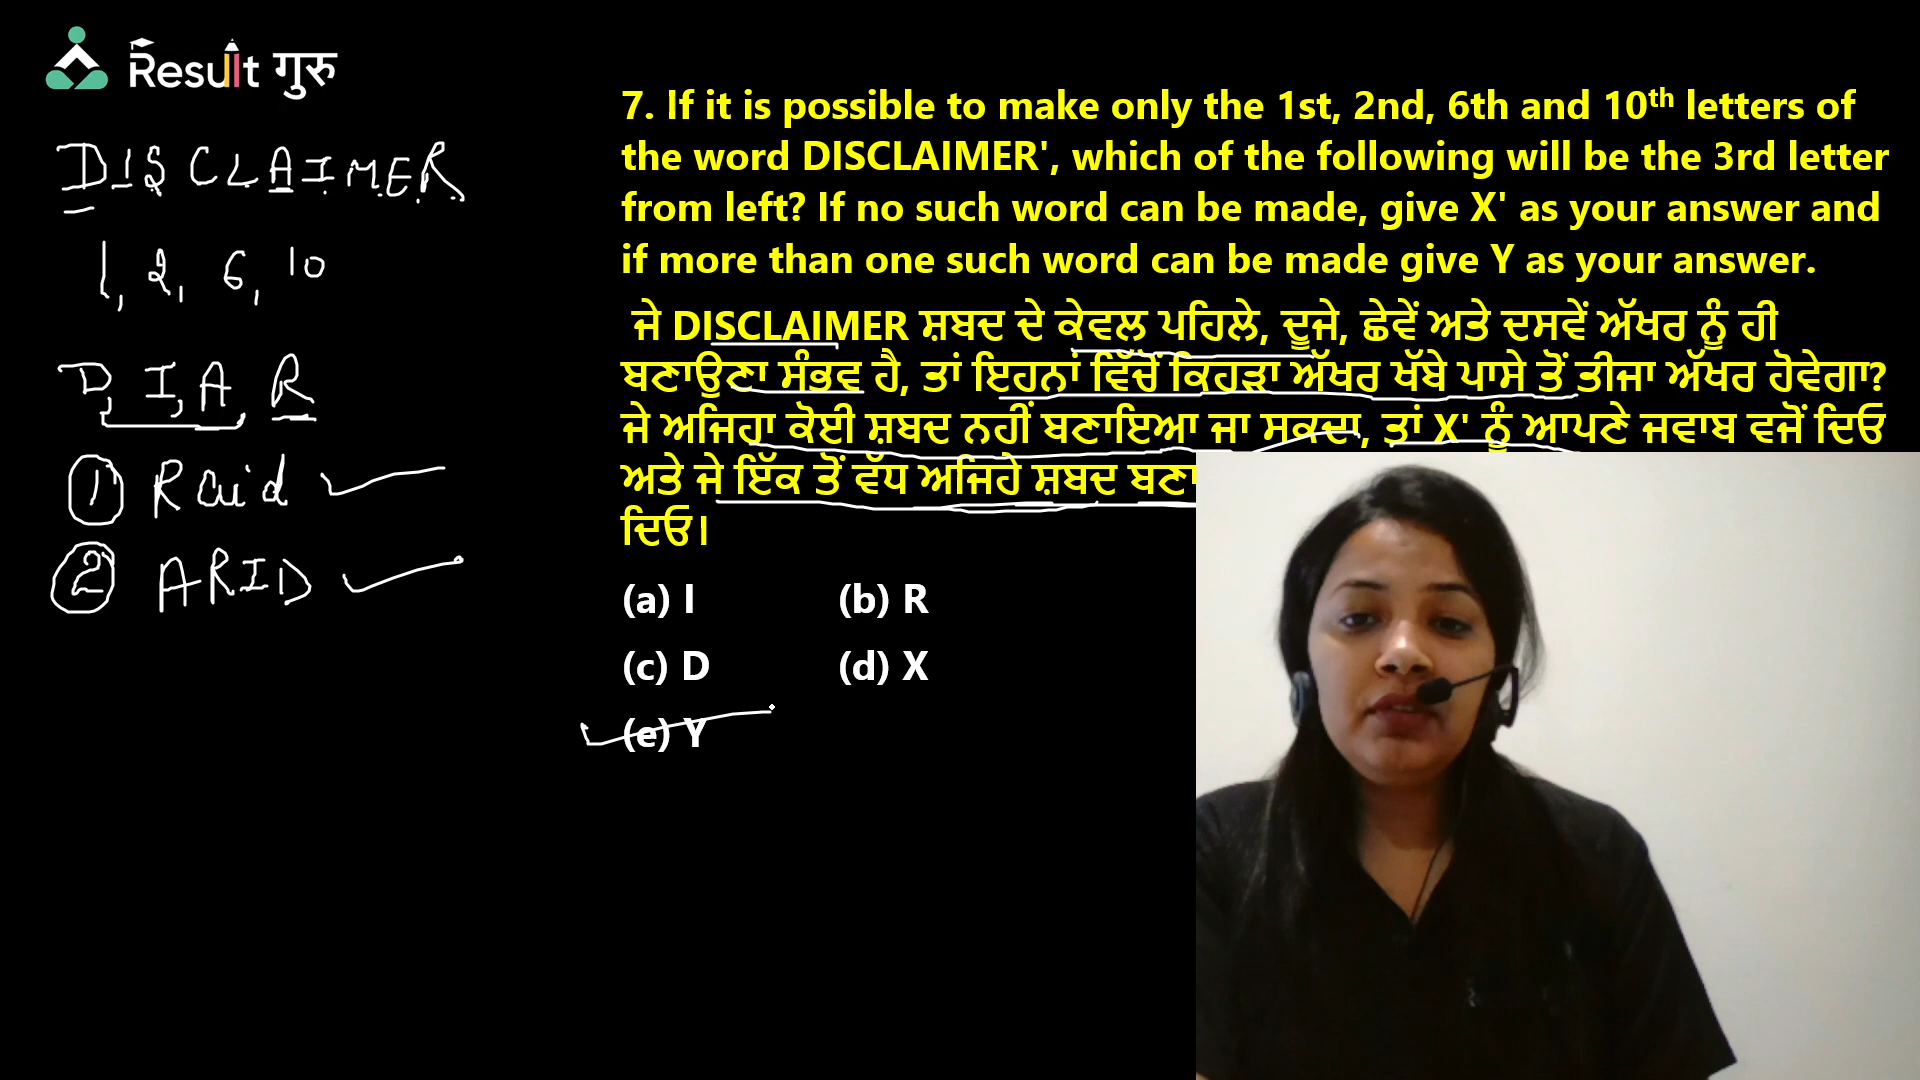 Result गुरु
DISCLAIMER
1, 2, 6, 10
D, I, A, R
1 Raid
2 ARID
7. If it is possible to make only the 1st, 2nd, 6th and 10th letters of
the word DISCLAIMER', which of the following will be the 3rd letter
from left? If no such word can be made, give X' as your answer and
if more than one such word can be made give Y as your answer.
ਜੇ DISCLAIMER ਸ਼ਬਦ ਦੇ ਕੇਵਲ ਪਹਿਲੇ, ਦੂਜੇ, ਛੇਵੇਂ ਅਤੇ ਦਸਵੇਂ ਅੱਖਰ ਨੂੰ ਹੀ
ਬਣਾਉਣਾ ਸੰਭਵ ਹੈ, ਤਾਂ ਇਹਨਾਂ ਵਿੱਚੋਂ ਕਿਹੜਾ ਅੱਖਰ ਖੱਬੇ ਪਾਸੇ ਤੋਂ ਤੀਜਾ ਅੱਖਰ ਹੋਵੇਗਾ?
ਜੇ ਅਜਿਹਾ ਕੋਈ ਸ਼ਬਦ ਨਹੀਂ ਬਣਾਇਆ ਜਾ ਸਕਦਾ, ਤਾਂ X' ਨੂੰ ਆਪਣੇ ਜਵਾਬ ਵਜੋਂ ਦਿਓ
ਅਤੇ ਜੇ ਇੱਕ ਤੋਂ ਵੱਧ ਅਜਿਹੇ ਸ਼ਬਦ ਬਣਾ
ਦਿਓ।
(a) I (b) R
(c) D (d) X
(e) Y